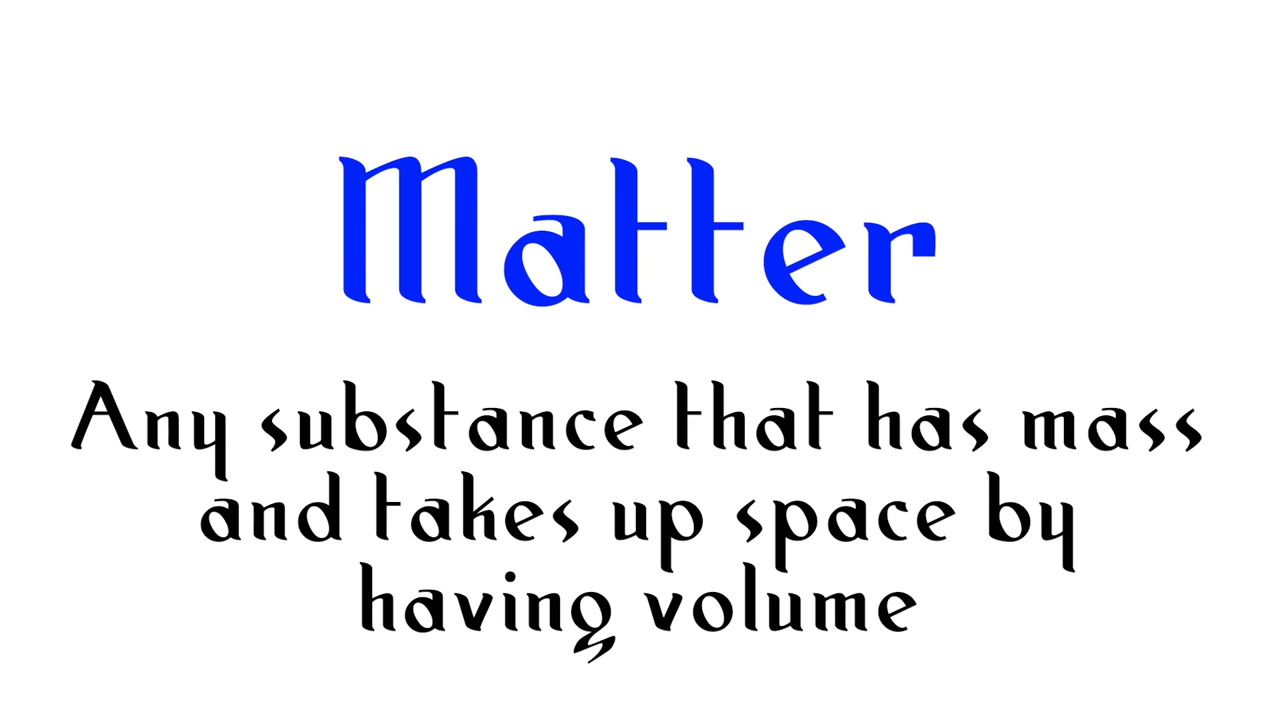 Matter
Any substance that has mass
and takes up space by
having volume